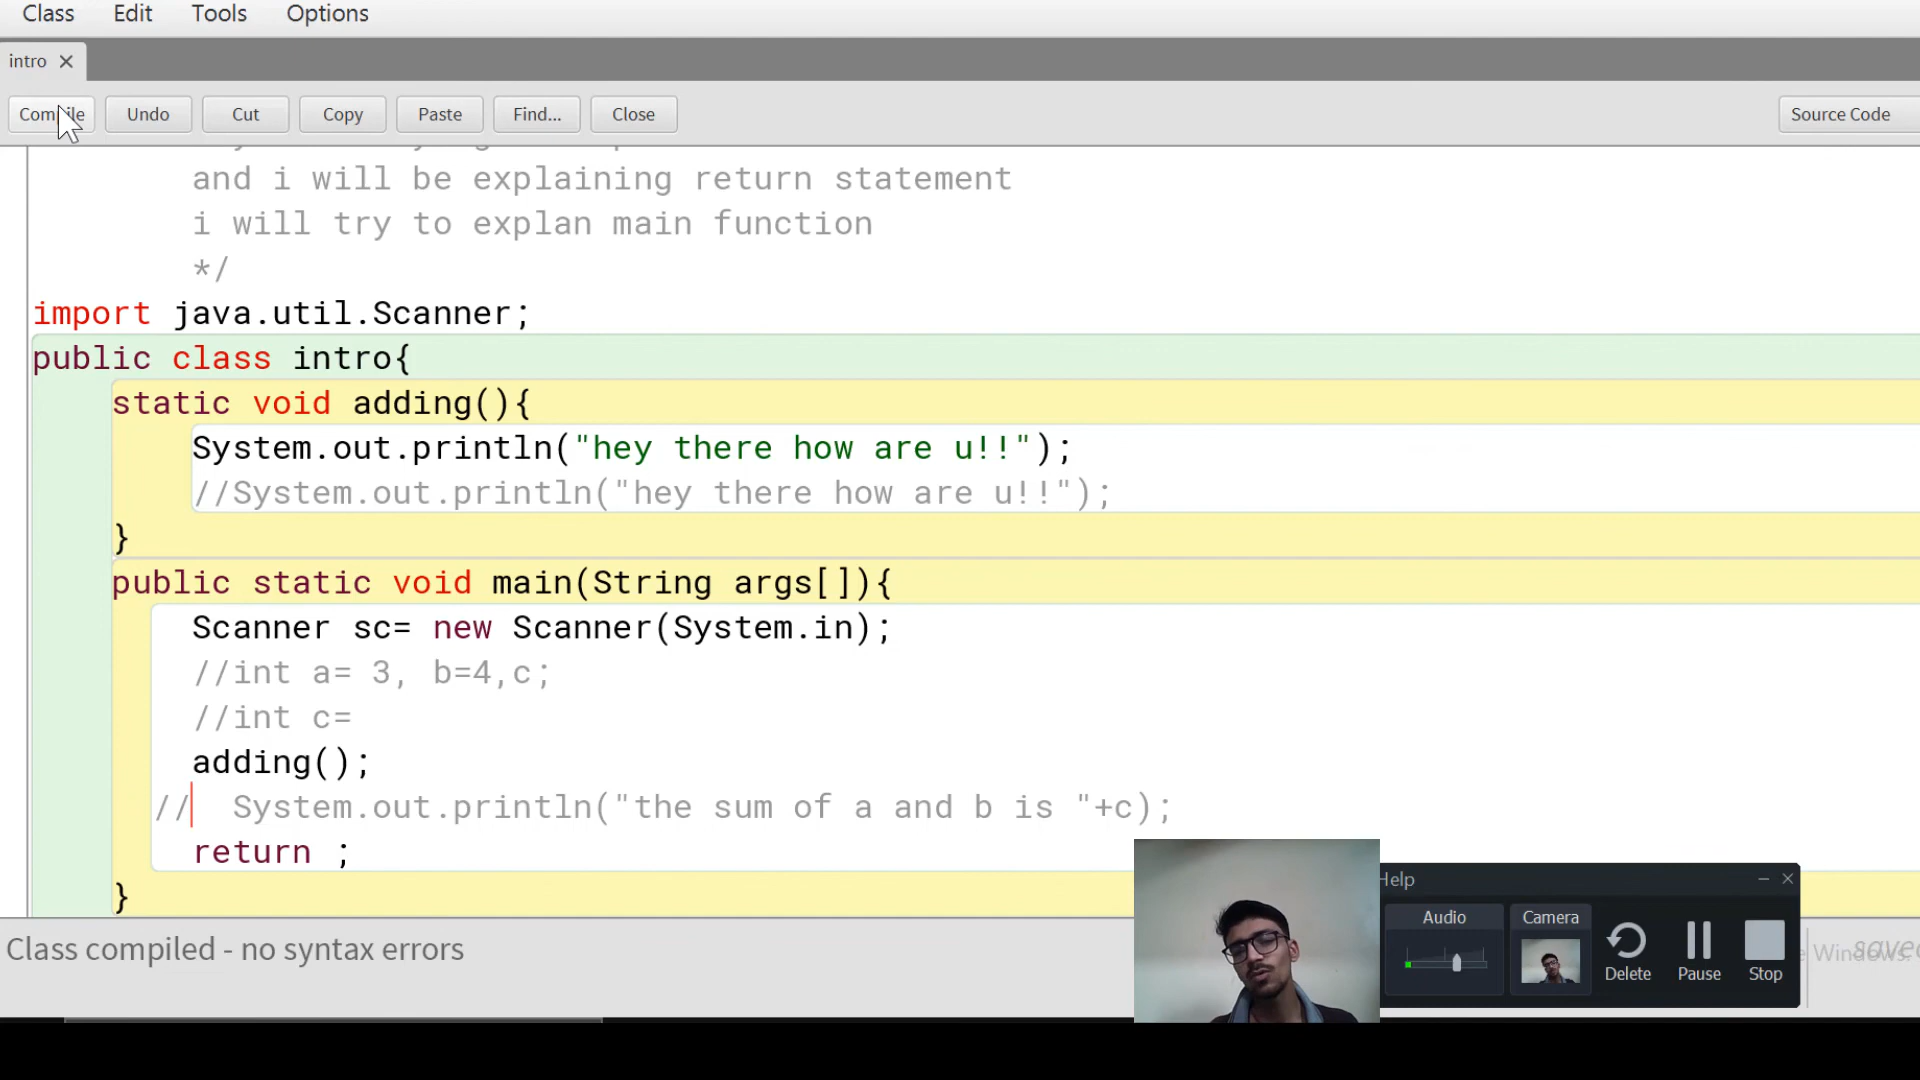 Class Edit Tools Options
intro
Compile Undo Cut Copy Paste Find... Close Source Code
and i will be explaining return statement
i will try to explan main function
*/
import java.util.Scanner;
public class intro{
static void adding(){
System.out.println("hey there how are u!!");
//System.out.println("hey there how are u!!");
}
public static void main(String args[]){
Scanner sc= new Scanner(System.in);
//int a= 3, b=4,c;
//int c=
adding();
// System.out.println("the sum of a and b is "+c);
return ;
}
Help
Audio Camera
Delete Pause Stop
Class compiled - no syntax errors
Windows. saved